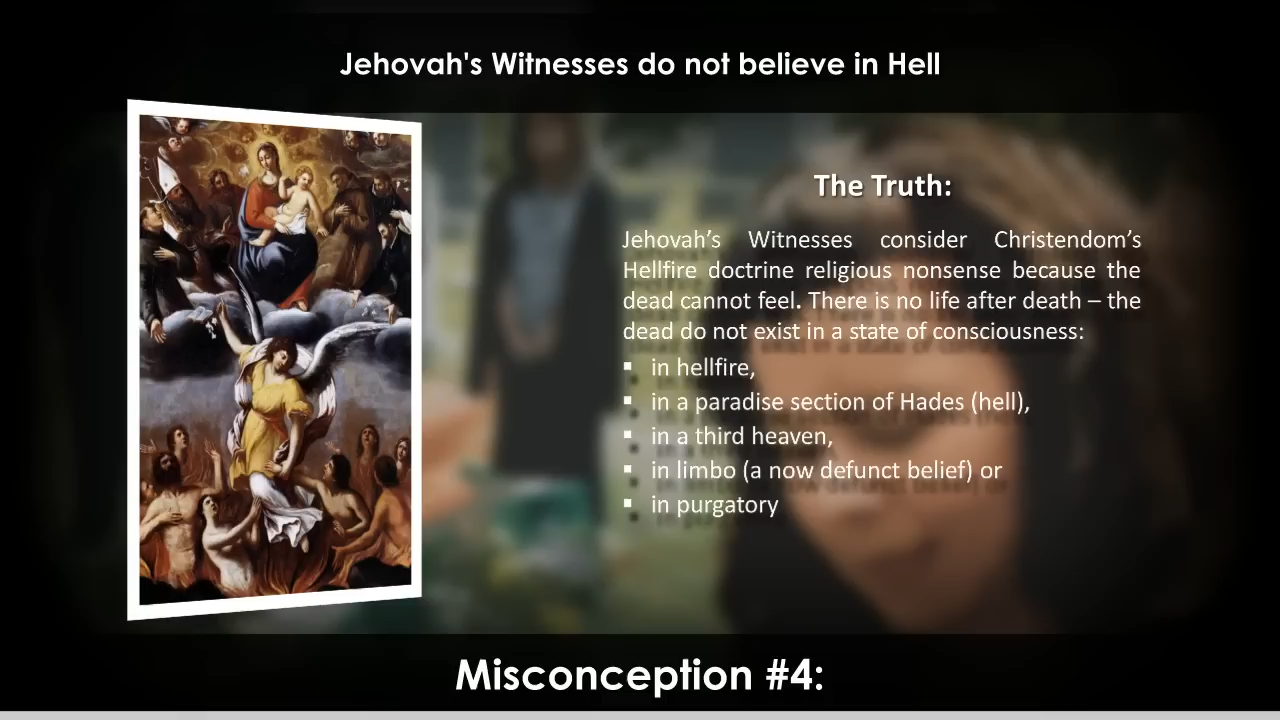 Jehovah's Witnesses do not believe in Hell
The Truth:
Jehovah’s Witnesses consider Christendom’s
Hellfire doctrine religious nonsense because the
dead cannot feel. There is no life after death – the
dead do not exist in a state of consciousness:
▪ in hellfire,
▪ in a paradise section of Hades (hell),
▪ in a third heaven,
▪ in limbo (a now defunct belief) or
▪ in purgatory
Misconception #4: